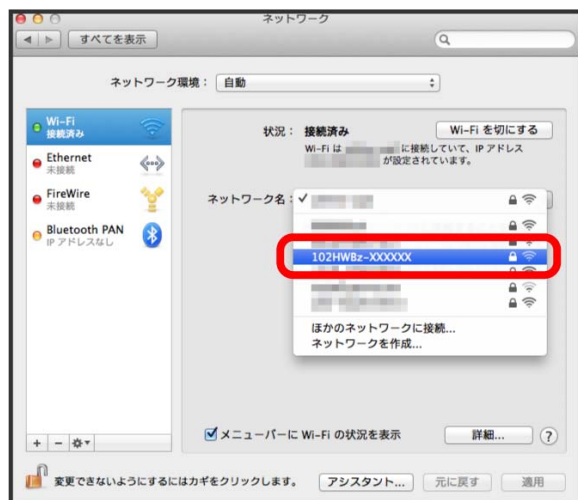 ネットワーク
すべてを表示
ネットワーク環境： 自動
Wi-Fi
接続済み
Ethernet
未接続
FireWire
未接続
Bluetooth PAN
IP アドレスなし
状況： 接続済み
Wi-Fi を切にする
Wi-Fi は に接続していて、IP アドレス
が設定されています。
ネットワーク名：
102HWBz-XXXXXX
ほかのネットワークに接続...
ネットワークを作成...
メニューバーに Wi-Fi の状況を表示
詳細...
?
変更できないようにするにはカギをクリックします。
アシスタント...
元に戻す
適用